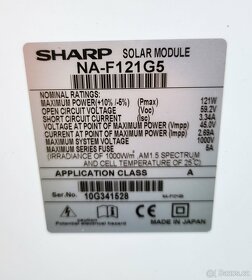 SHARP SOLAR MODULE
NA-F121G5
NOMINAL RATINGS:
MAXIMUM POWER(+10% /-5%) (Pmax) 121W
OPEN CIRCUIT VOLTAGE (Voc) 59.2V
SHORT CIRCUIT CURRENT (Isc) 3.34A
VOLTAGE AT POINT OF MAXIMUM POWER (Vmpp) 45.0V
CURRENT AT POINT OF MAXIMUM POWER (Impp) 2.69A
MAXIMUM SYSTEM VOLTAGE 1000V
MAXIMUM SERIES FUSE 5A
(IRRADIANCE OF 1000W/m², AM1.5 SPECTRUM
AND CELL TEMPERATURE OF 25°C)
APPLICATION CLASS A
Ser.No. 10G341528
NA-F121G5
MADE IN JAPAN